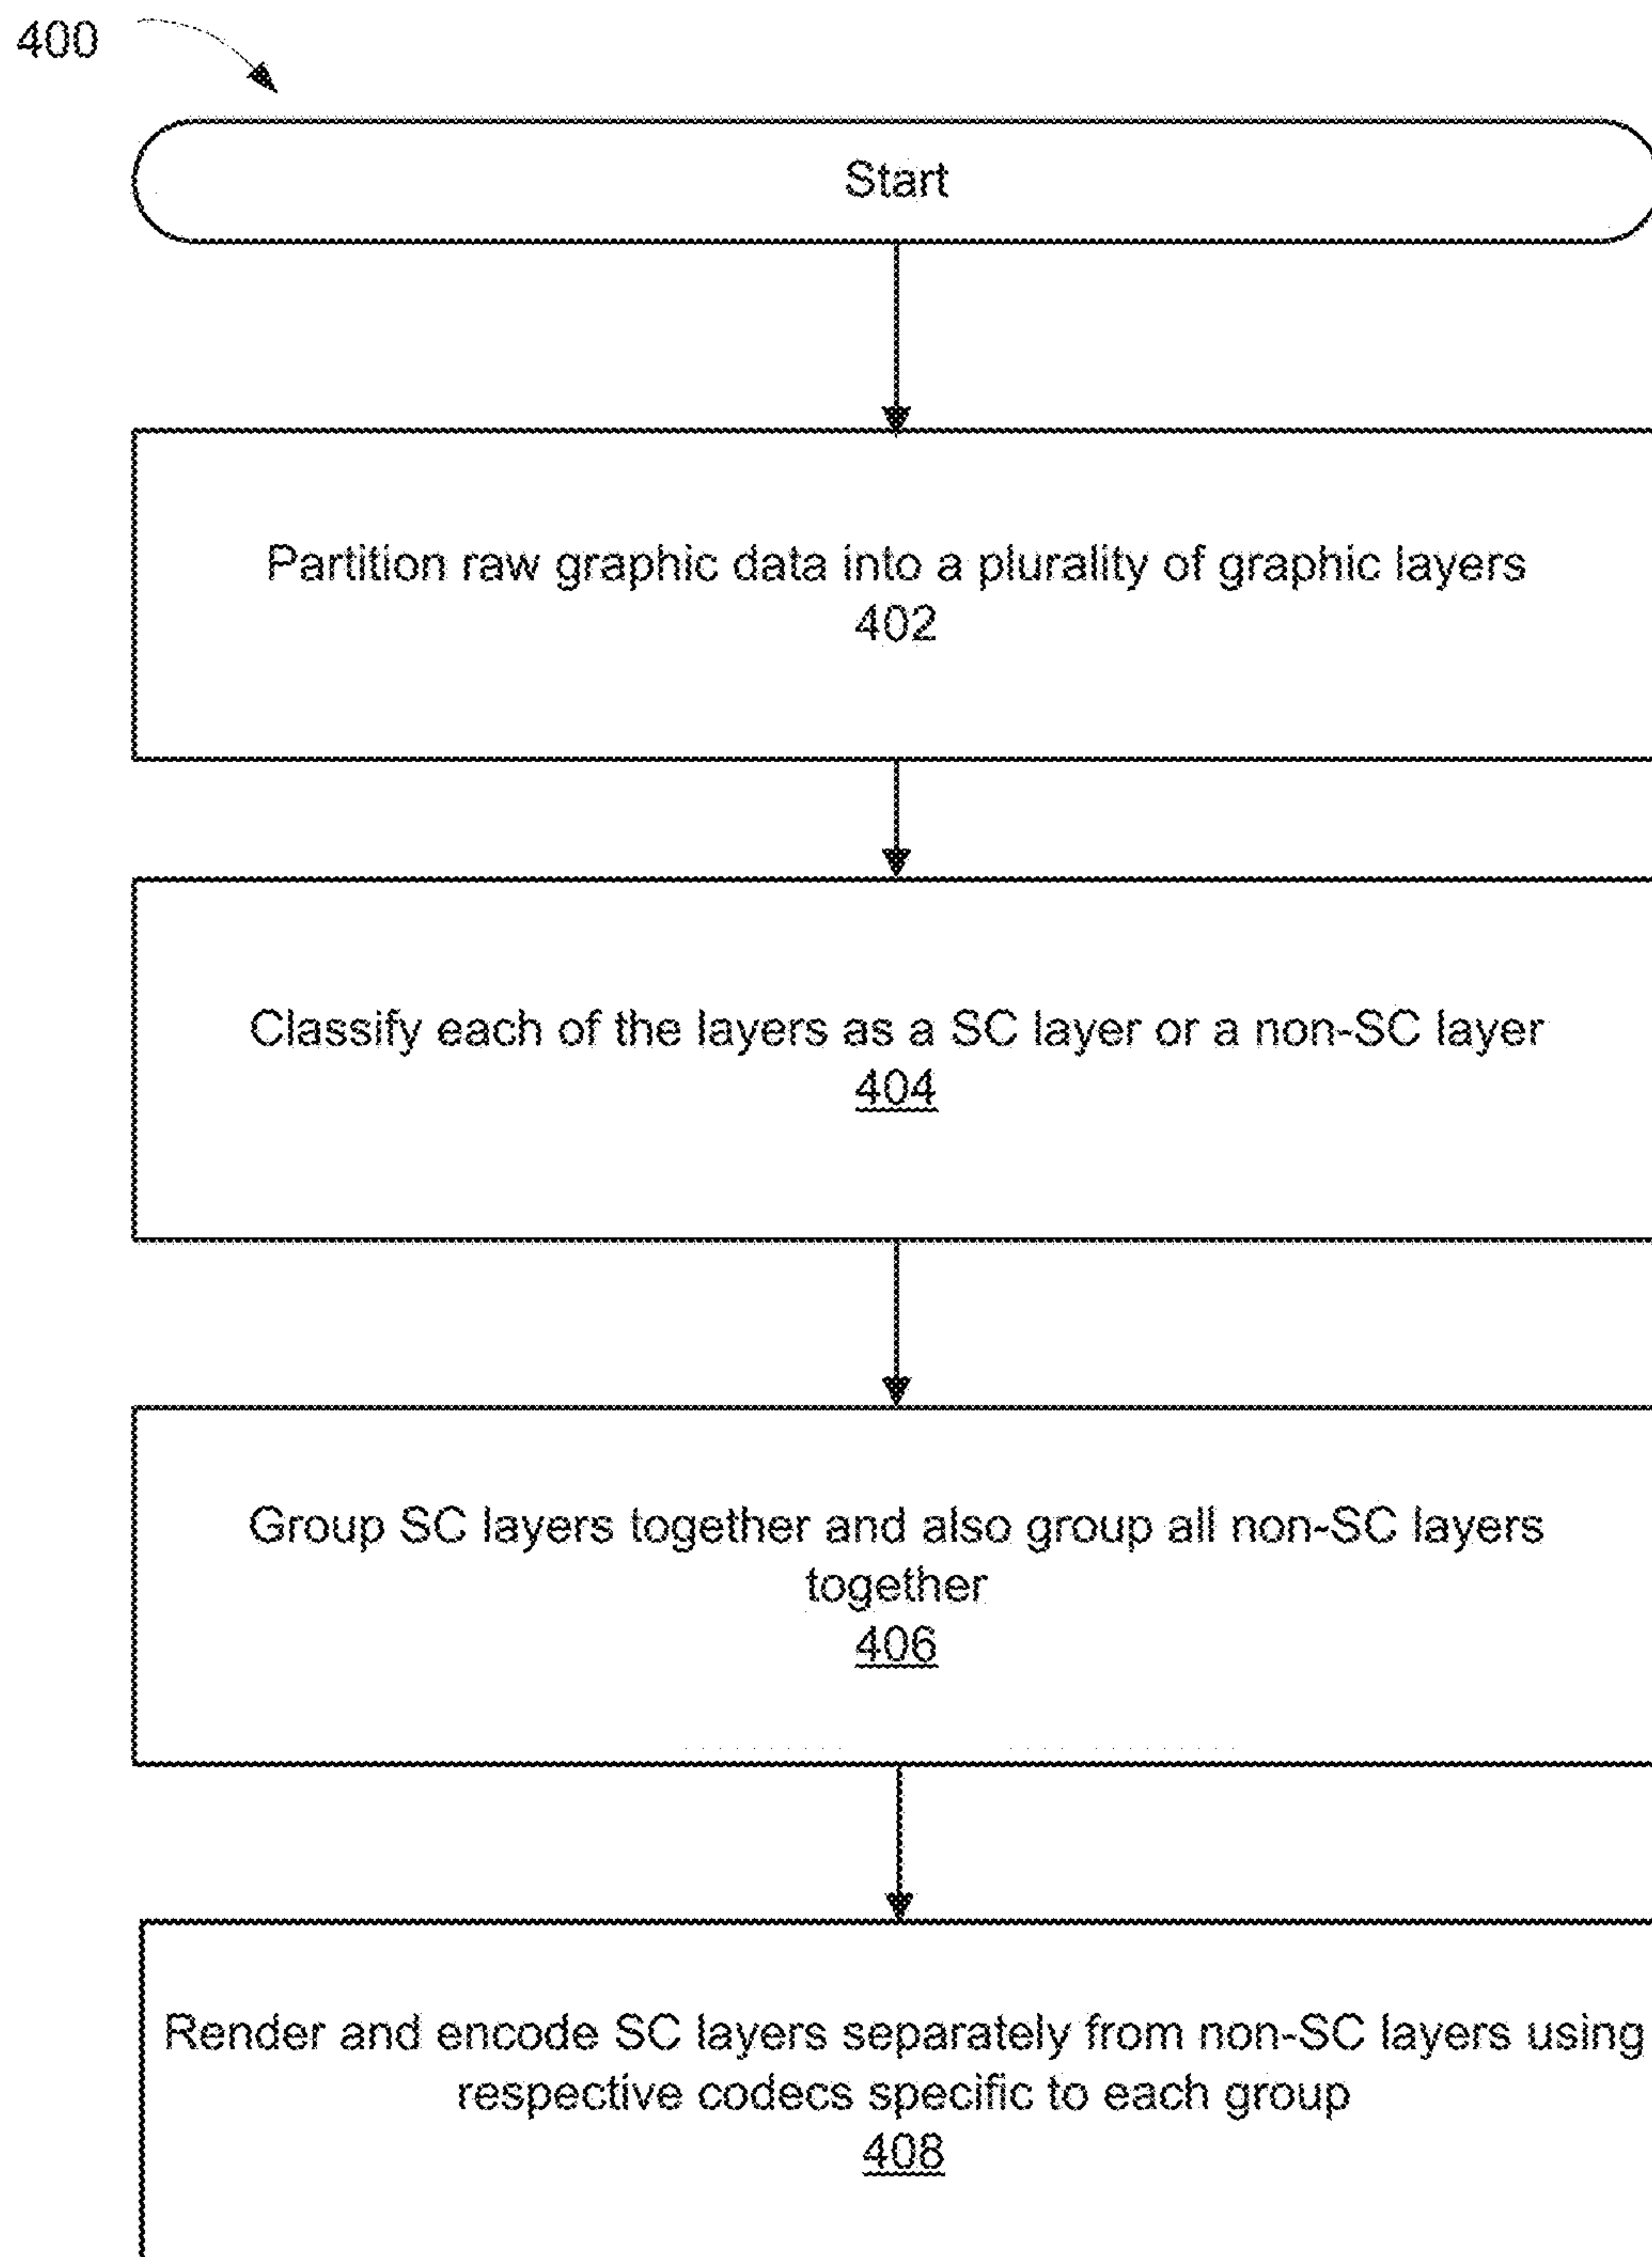 400
Start
Partition raw graphic data into a plurality of graphic layers
402
Classify each of the layers as a SC layer or a non-SC layer
404
Group SC layers together and also group all non-SC layers
together
406
Render and encode SC layers separately from non-SC layers using
respective codecs specific to each group
408